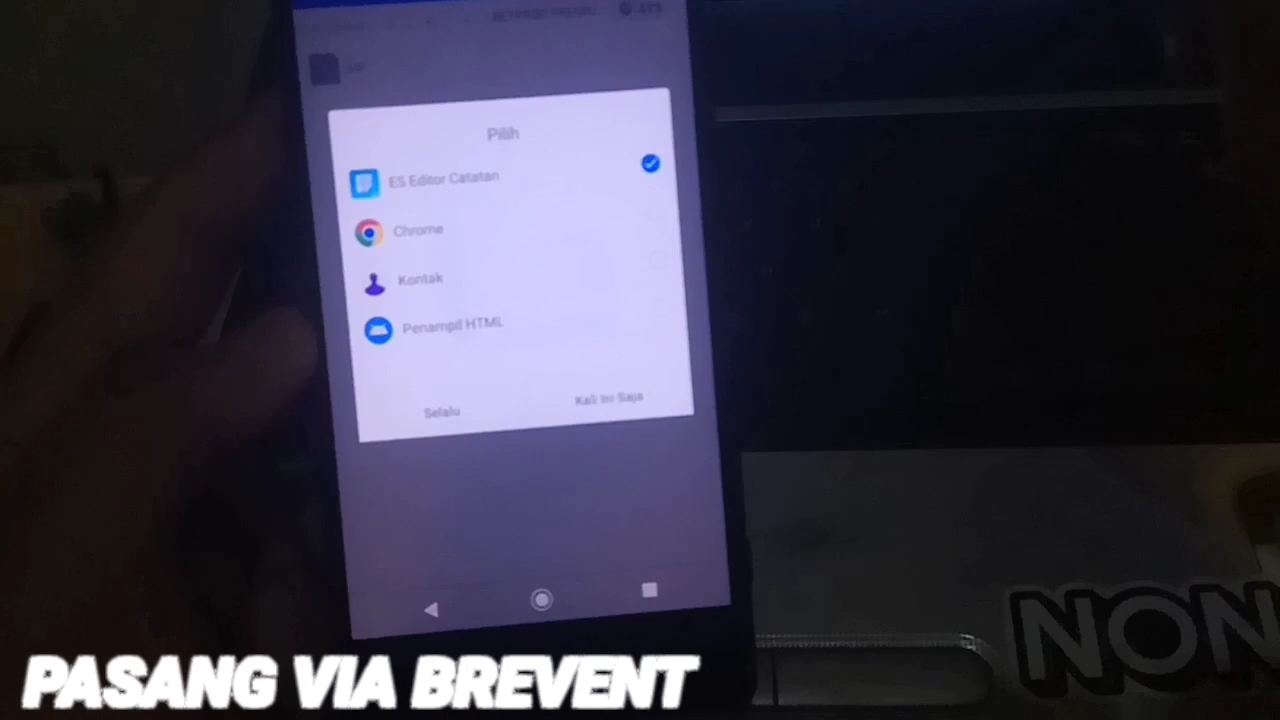 Pilih
ES Editor Catatan
Chrome
Kontak
Penampil HTML
Selalu
Kali Ini Saja
NON
PASANG VIA BREVENT